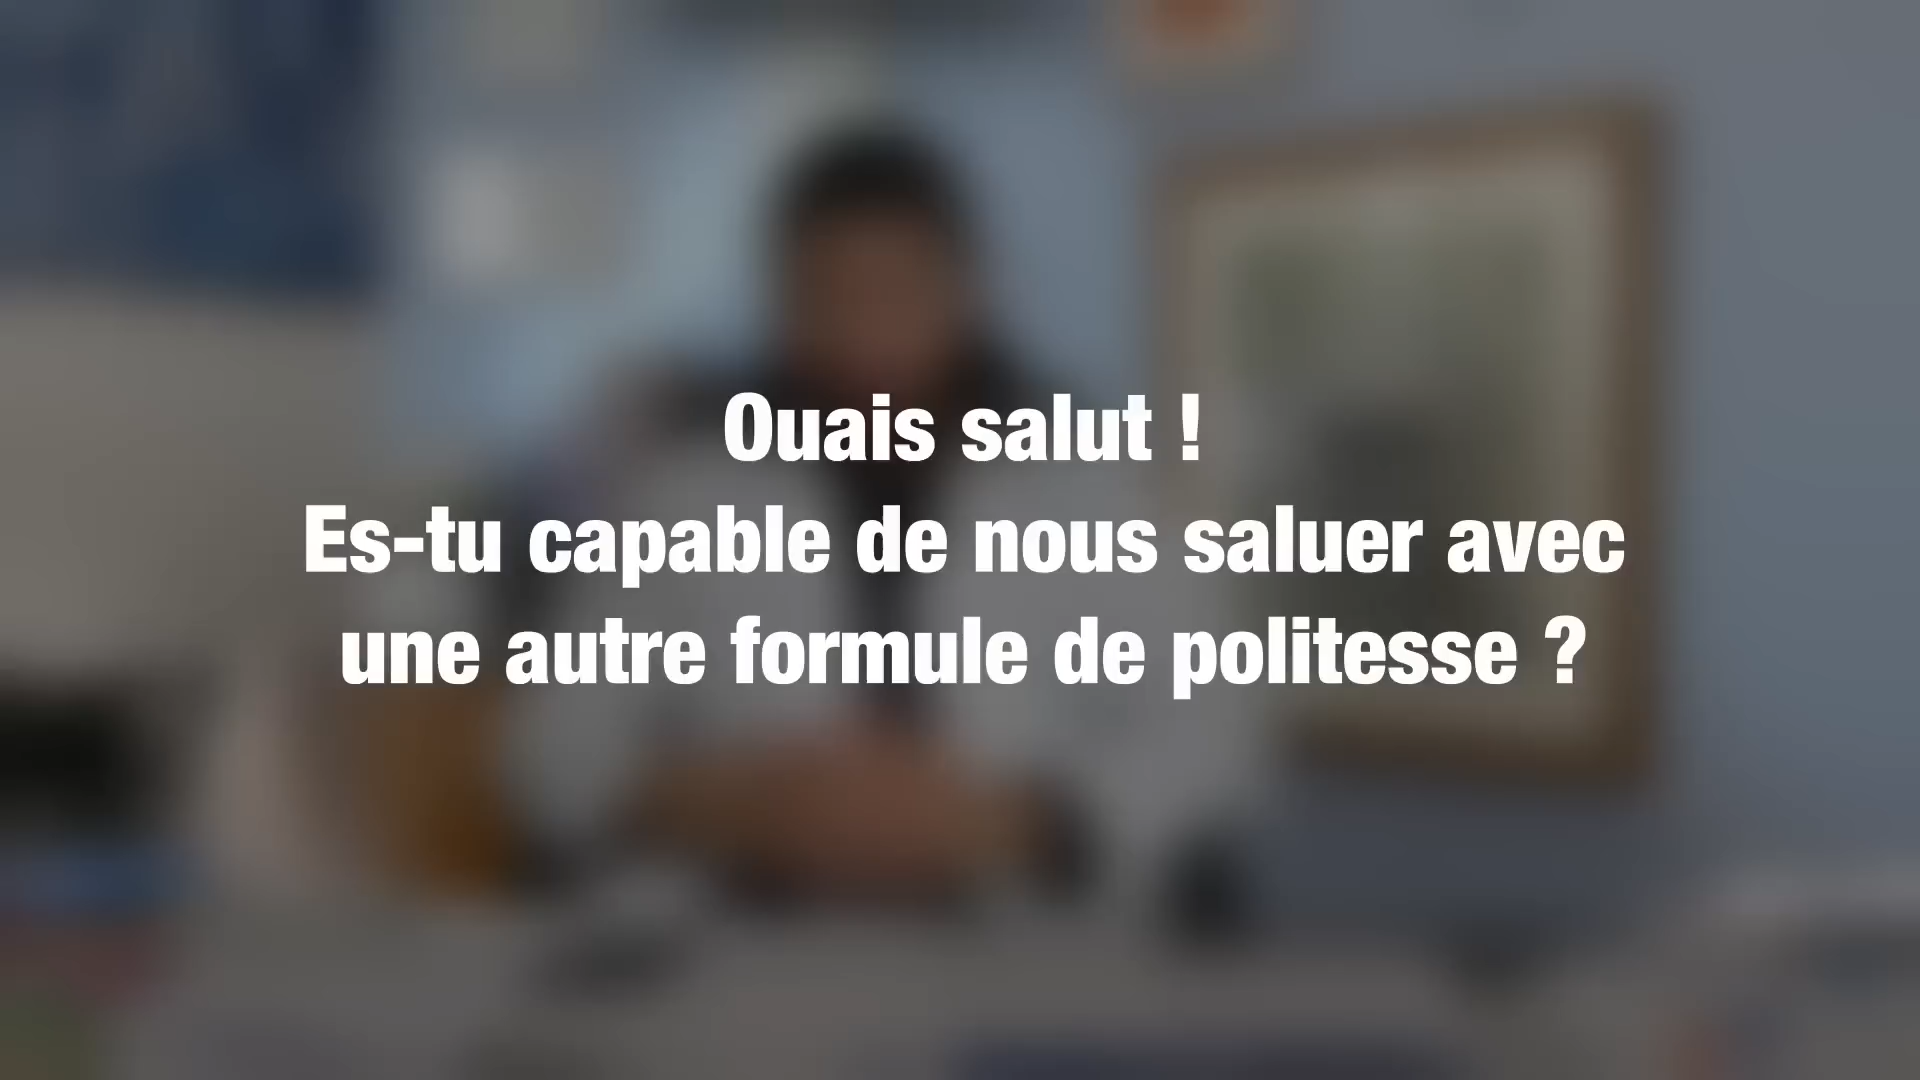 Ouais salut !
Es-tu capable de nous saluer avec
une autre formule de politesse ?